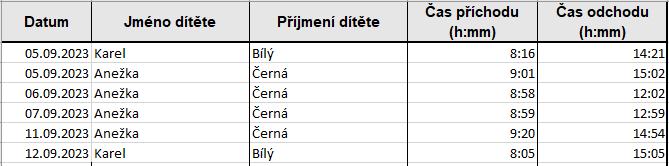 Datum Jméno dítěte Příjmení dítěte Čas příchodu (h:mm) Čas odchodu (h:mm)
05.09.2023 Karel Bílý 8:16 14:21
05.09.2023 Anežka Černá 9:01 15:02
06.09.2023 Anežka Černá 8:58 12:02
07.09.2023 Anežka Černá 8:59 12:59
11.09.2023 Anežka Černá 9:20 14:54
12.09.2023 Karel Bílý 8:05 15:05